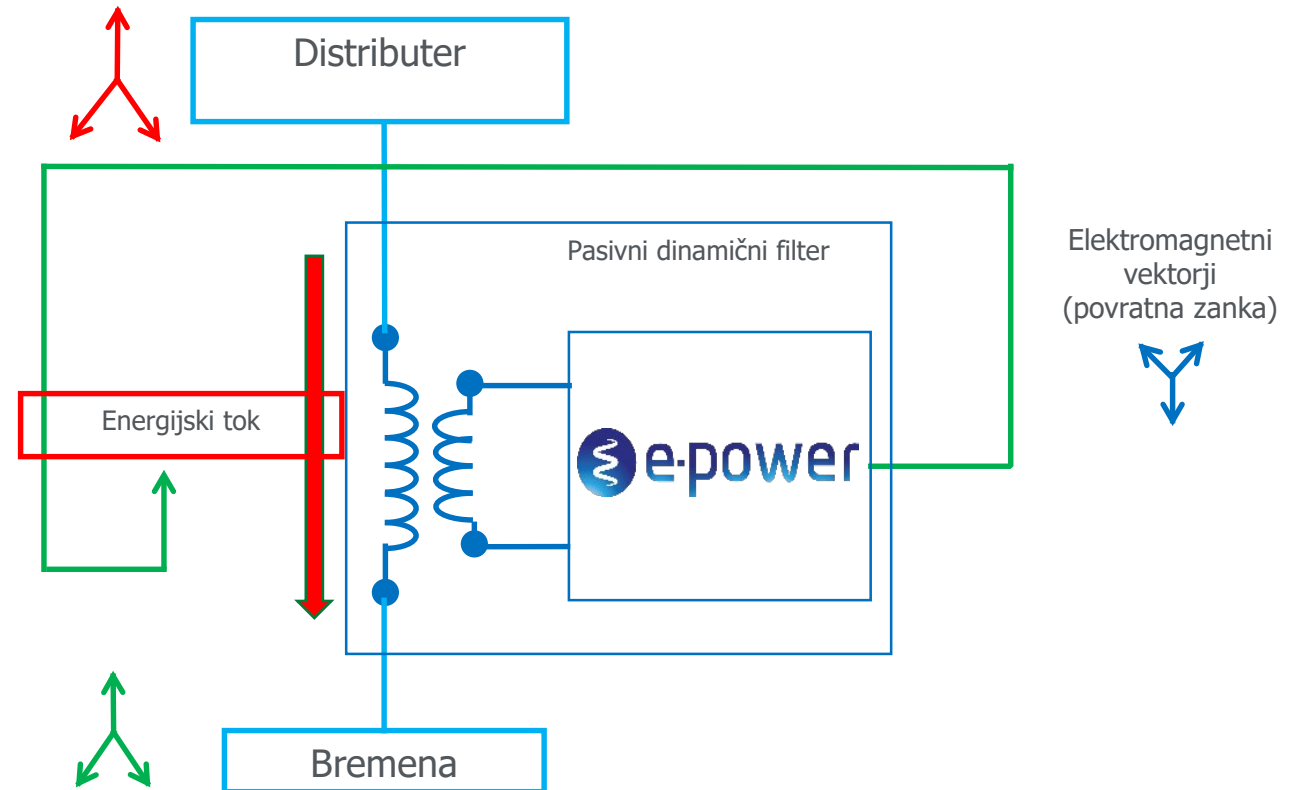 Distributer
Pasivni dinamični filter
Elektromagnetni
vektorji
(povratna zanka)
Energijski tok
e·power
Bremena